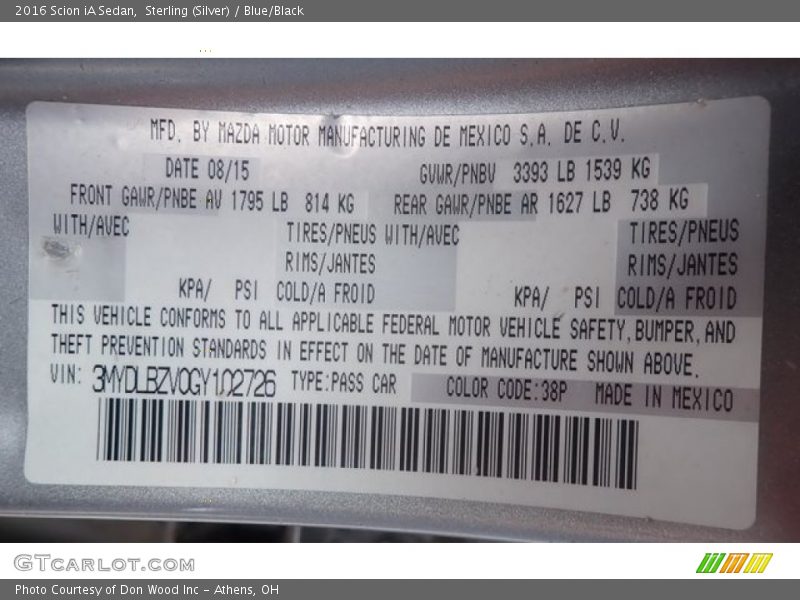 2016 Scion iA Sedan, Sterling (Silver) / Blue/Black
MFD. BY MAZDA MOTOR MANUFACTURING DE MEXICO S.A. DE C.V.
DATE 08/15 GVWR/PNBV 3393 LB 1539 KG
FRONT GAWR/PNBE AV 1795 LB 814 KG REAR GAWR/PNBE AR 1627 LB 738 KG
WITH/AVEC TIRES/PNEUS WITH/AVEC TIRES/PNEUS
RIMS/JANTES RIMS/JANTES
KPA/ PSI COLD/A FROID KPA/ PSI COLD/A FROID
THIS VEHICLE CONFORMS TO ALL APPLICABLE FEDERAL MOTOR VEHICLE SAFETY, BUMPER, AND
THEFT PREVENTION STANDARDS IN EFFECT ON THE DATE OF MANUFACTURE SHOWN ABOVE.
VIN: 3MYDLBZV0GY102726 TYPE:PASS CAR COLOR CODE:38P MADE IN MEXICO
GTCARLOT.COM
Photo Courtesy of Don Wood Inc - Athens, OH